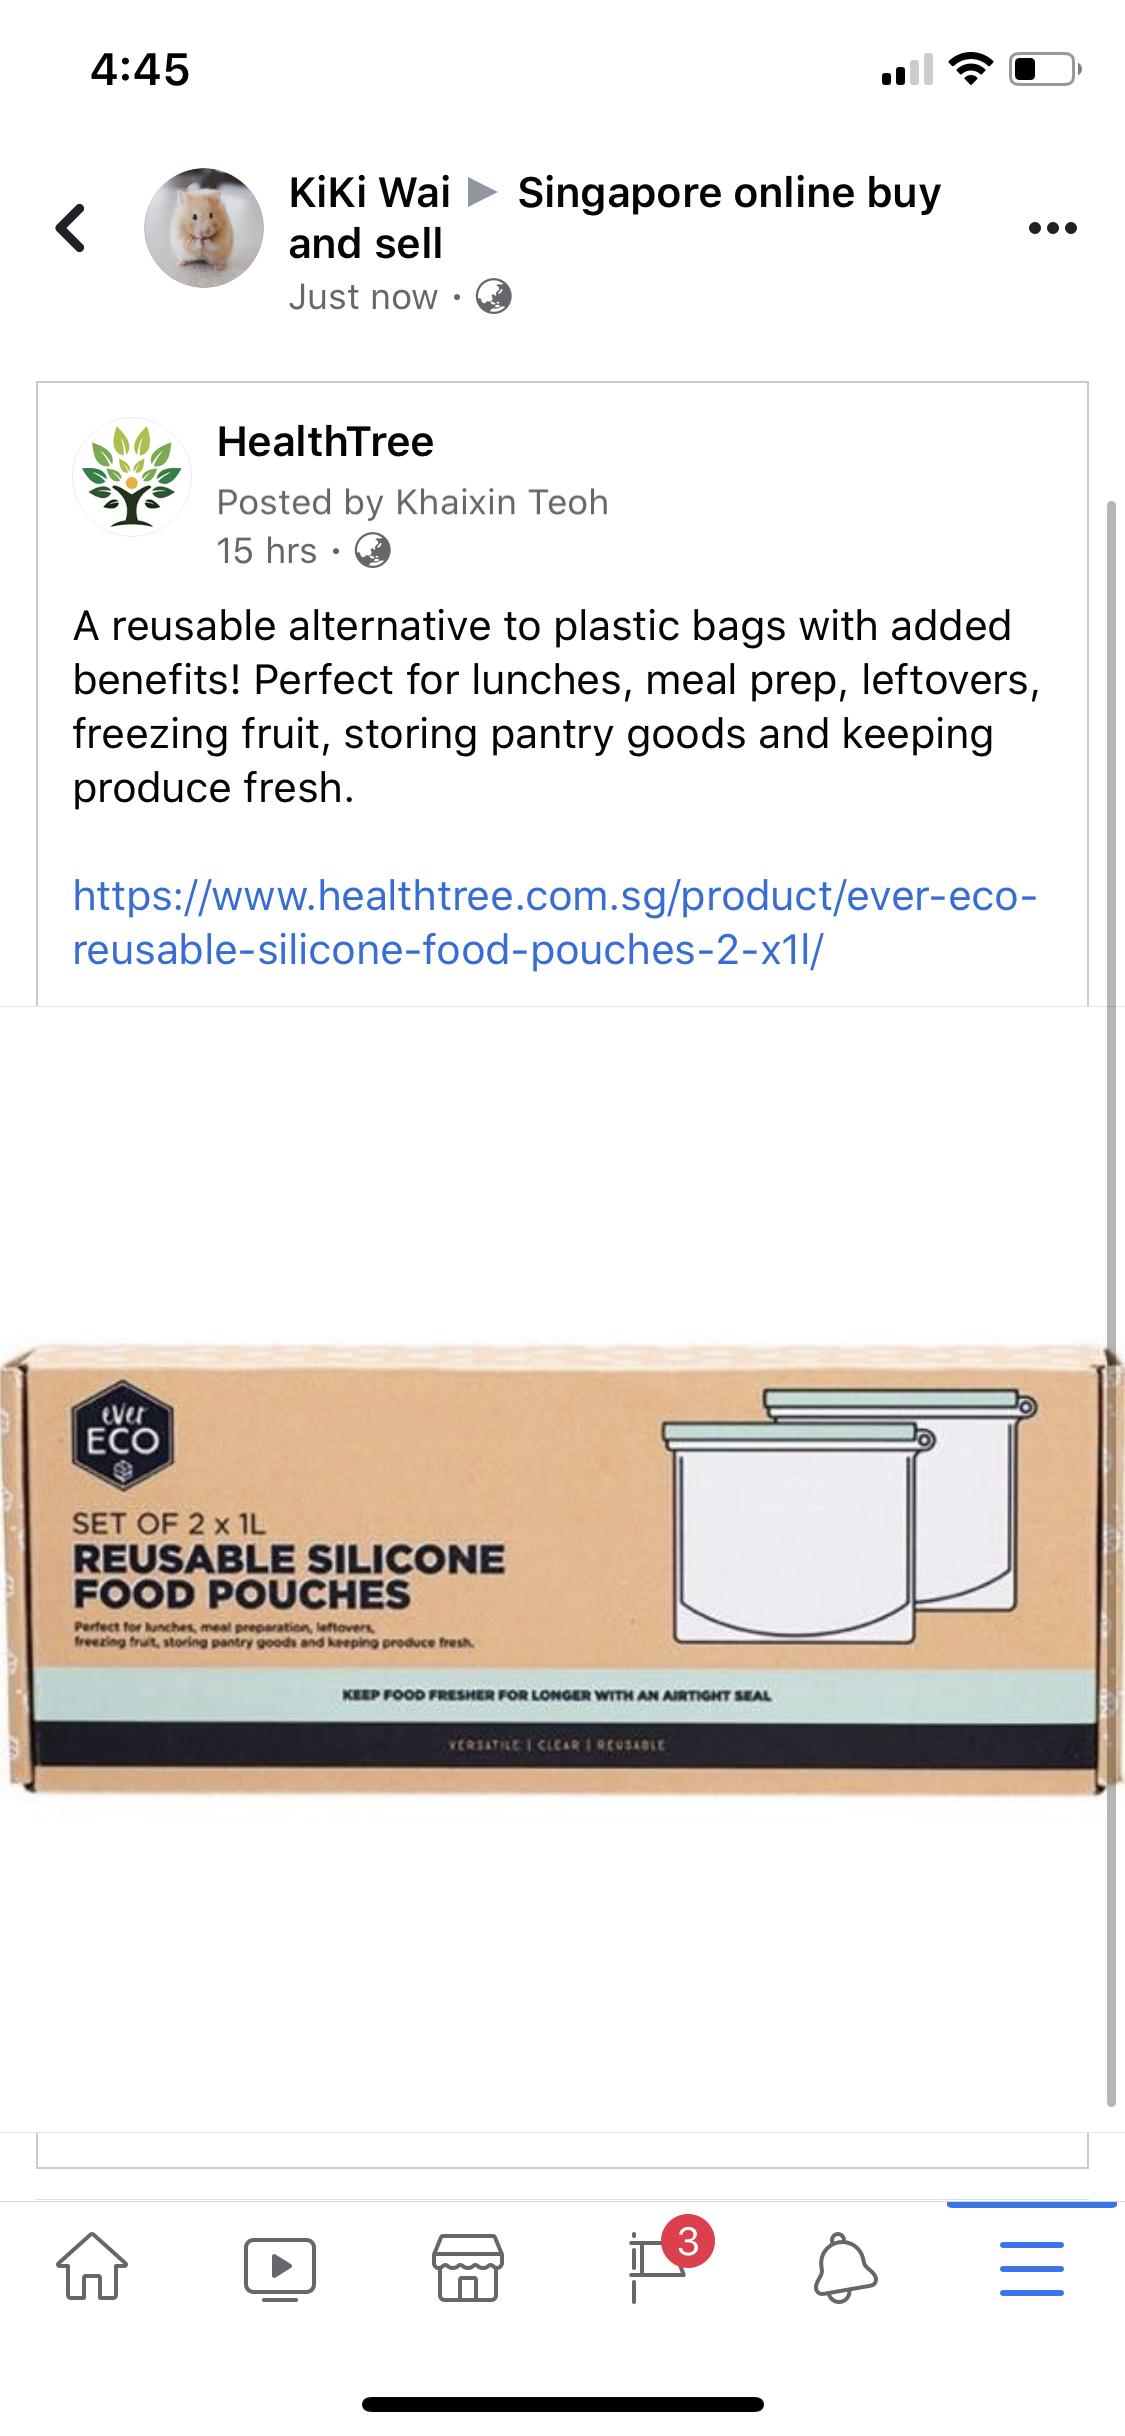 4:45
KiKi Wai ▶ Singapore online buy
and sell
Just now ·
HealthTree
Posted by Khaixin Teoh
15 hrs ·
A reusable alternative to plastic bags with added
benefits! Perfect for lunches, meal prep, leftovers,
freezing fruit, storing pantry goods and keeping
produce fresh.
https://www.healthtree.com.sg/product/ever-eco-
reusable-silicone-food-pouches-2-x1l/
ever
ECO
SET OF 2 x 1L
REUSABLE SILICONE
FOOD POUCHES
Perfect for lunches, meal preparation, leftovers,
freezing fruit, storing pantry goods and keeping produce fresh.
KEEP FOOD FRESHER FOR LONGER WITH AN AIRTIGHT SEAL
VERSATILE | CLEAR | REUSABLE
3